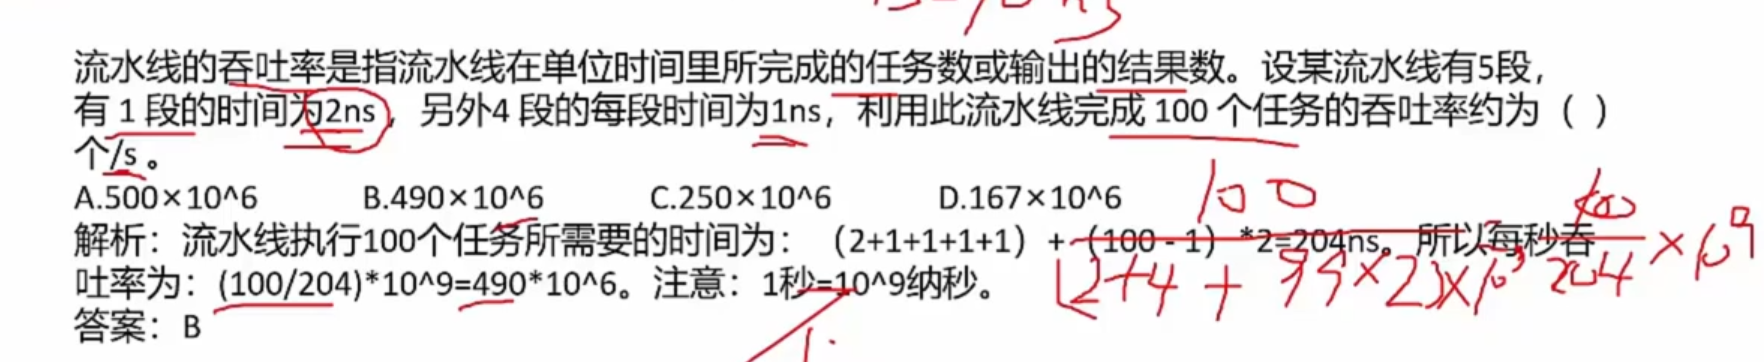 流水线的吞吐率是指流水线在单位时间里所完成的任务数或输出的结果数。设某流水线有5段，
有 1 段的时间为2ns，另外4 段的每段时间为1ns，利用此流水线完成 100 个任务的吞吐率约为（ ）
个/s 。
A.500×10^6 B.490×10^6 C.250×10^6 D.167×10^6
100
100
解析：流水线执行100个任务所需要的时间为：（2+1+1+1+1）+（100 - 1）*2=204ns。所以每秒吞
204 ×10^9
吐率为：(100/204)*10^9=490*10^6。注意：1秒=10^9纳秒。
[2+4+99×2]×10
答案：B